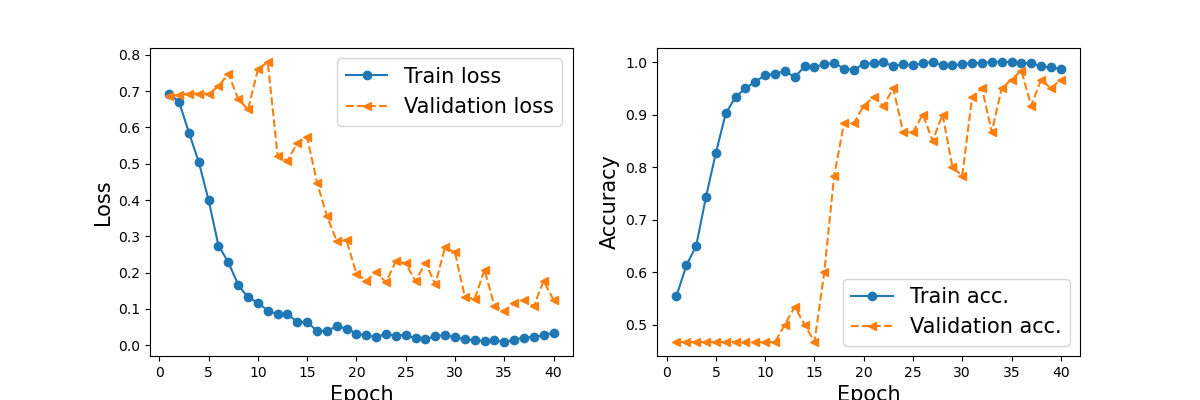 0.8
0.7
0.6
0.5
0.4
0.3
0.2
0.1
0.0
Loss
Train loss
Validation loss
0 5 10 15 20 25 30 35 40
Epoch
1.0
0.9
0.8
0.7
0.6
0.5
Accuracy
Train acc.
Validation acc.
0 5 10 15 20 25 30 35 40
Epoch